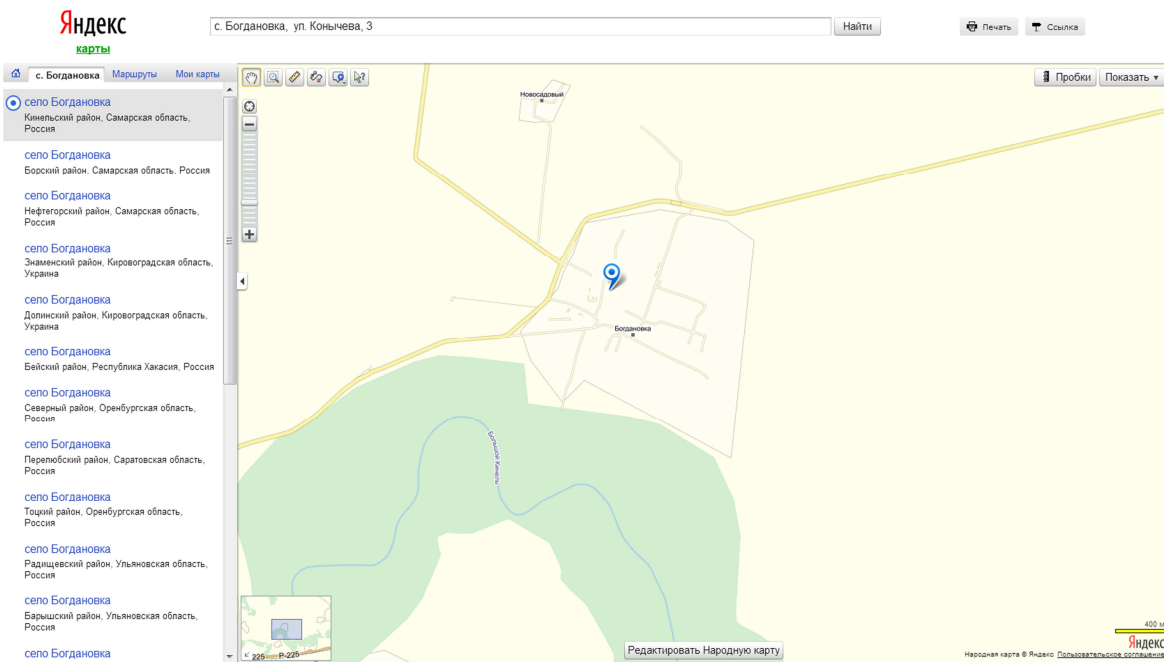 Яндекс
карты
с. Богдановка, ул. Конычева, 3
Найти
Печать
Ссылка
с. Богдановка
Маршруты
Мои карты
Пробки
Показать
село Богдановка
Кинельский район, Самарская область,
Россия
село Богдановка
Борский район, Самарская область, Россия
село Богдановка
Нефтегорский район, Самарская область,
Россия
село Богдановка
Знаменский район, Кировоградская область,
Украина
село Богдановка
Долинский район, Кировоградская область,
Украина
село Богдановка
Бейский район, Республика Хакасия, Россия
село Богдановка
Северный район, Оренбургская область,
Россия
село Богдановка
Перелюбский район, Саратовская область,
Россия
село Богдановка
Тоцкий район, Оренбургская область,
Россия
село Богдановка
Радищевский район, Ульяновская область,
Россия
село Богдановка
Барышский район, Ульяновская область,
Россия
село Богдановка
Новосадовый
Богдановка
Большой Кинель
225
Р-225
Редактировать Народную карту
400 м
Яндекс
Народная карта © Яндекс Пользовательское соглашение